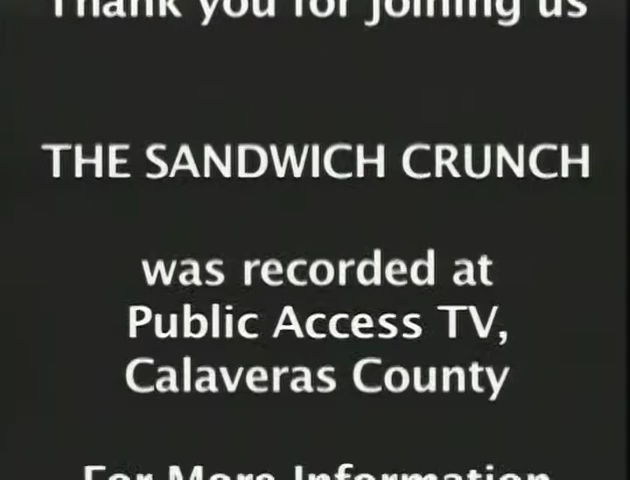 Thank you for joining us
THE SANDWICH CRUNCH
was recorded at
Public Access TV,
Calaveras County
For More Information